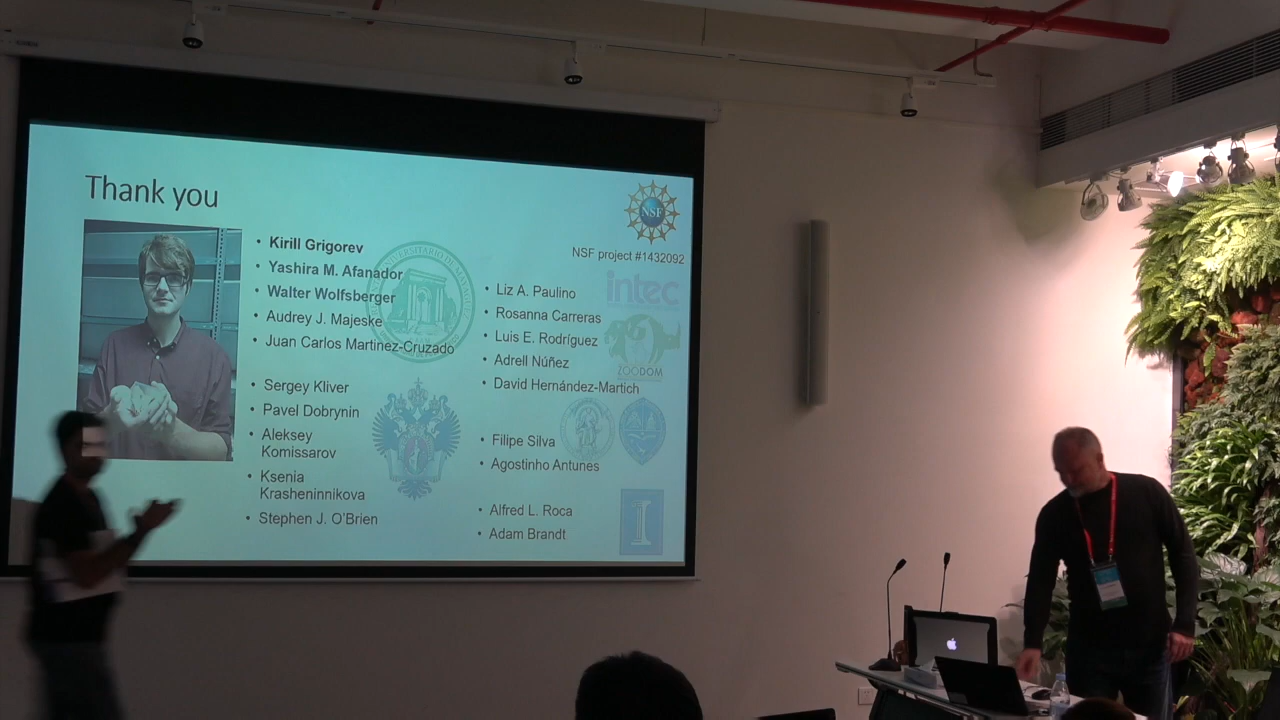 Thank you
• Kirill Grigorev
• Yashira M. Afanador
• Walter Wolfsberger
• Audrey J. Majeske
• Juan Carlos Martinez-Cruzado
• Sergey Kliver
• Pavel Dobrynin
• Aleksey
Komissarov
• Ksenia
Krasheninnikova
• Stephen J. O'Brien
NSF
NSF project #1432092
intec
• Liz A. Paulino
• Rosanna Carreras
• Luis E. Rodríguez
• Adrell Núñez
ZOODOM
• David Hernández-Martich
• Filipe Silva
• Agostinho Antunes
• Alfred L. Roca
• Adam Brandt
I